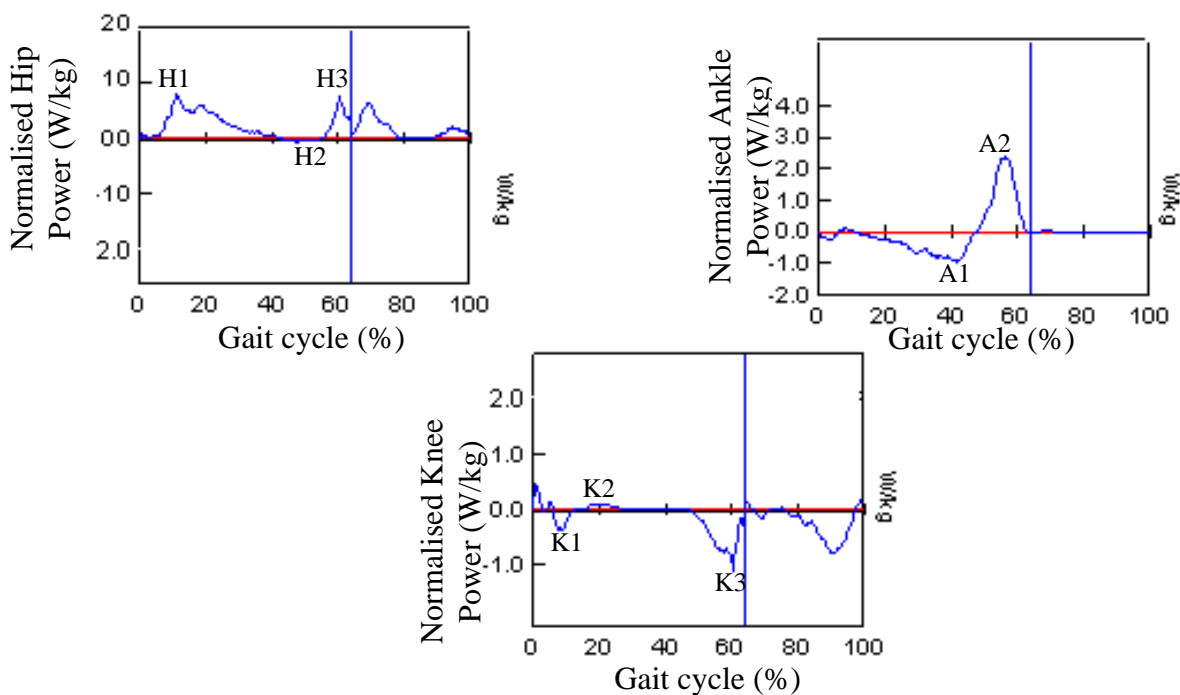 Normalised Hip
Power (W/kg)
20
10
0.0
-10
2.0
H1
H2
H3
W/kg
0 20 40 60 80 100
Gait cycle (%)
Normalised Ankle
Power (W/kg)
4.0
3.0
2.0
1.0
0.0
-1.0
-2.0
A2
A1
W/kg
0 20 40 60 80 100
Gait cycle (%)
Normalised Knee
Power (W/kg)
2.0
1.0
0.0
-1.0
K2
K1
K3
W/kg
0 20 40 60 80 100
Gait cycle (%)